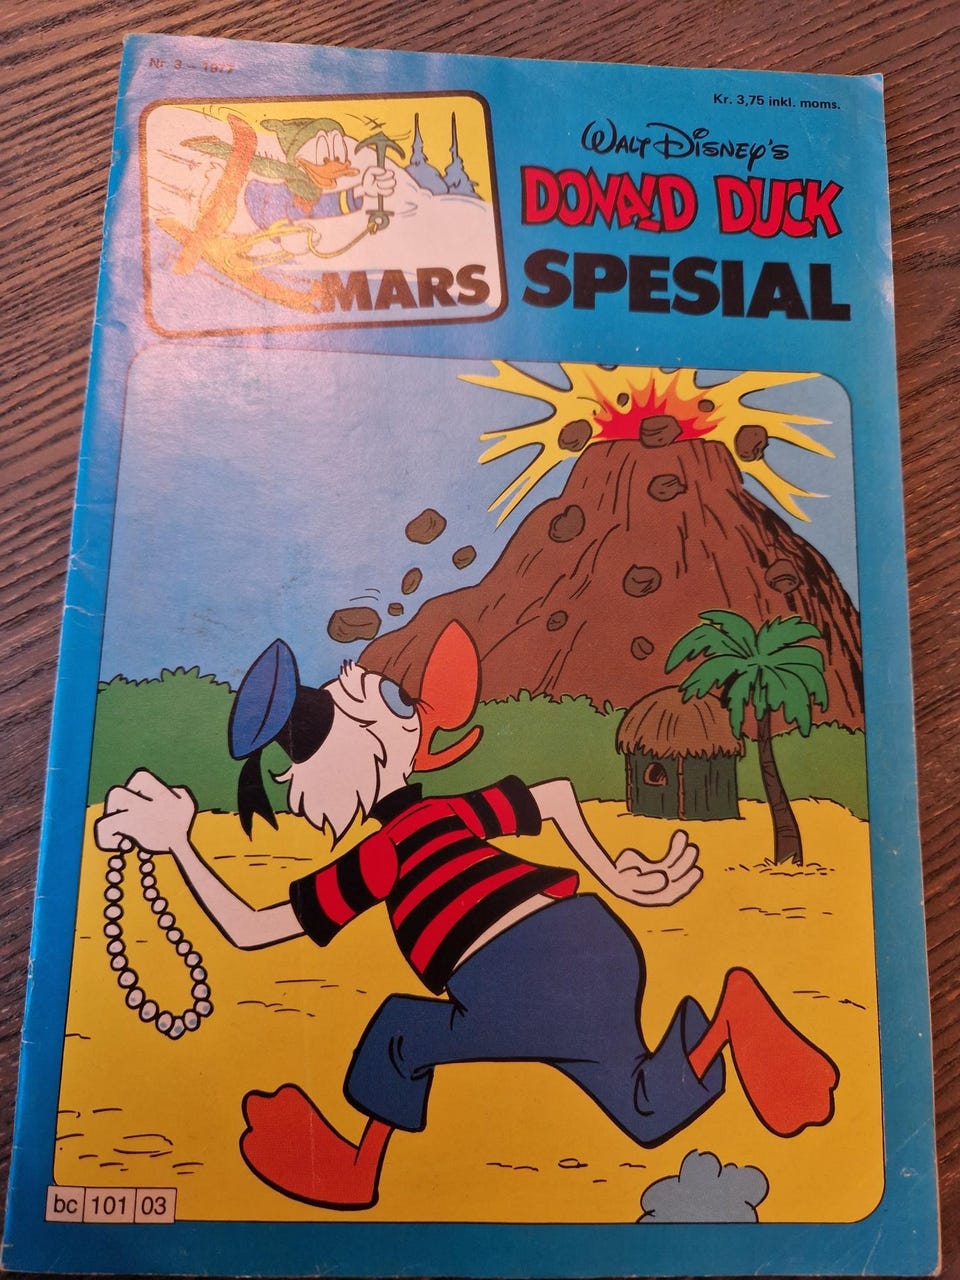 Nr. 3 - 1977
Kr. 3,75 inkl. moms.
WALT DISNEY'S
DONALD DUCK
SPESIAL
MARS
bc 101 03